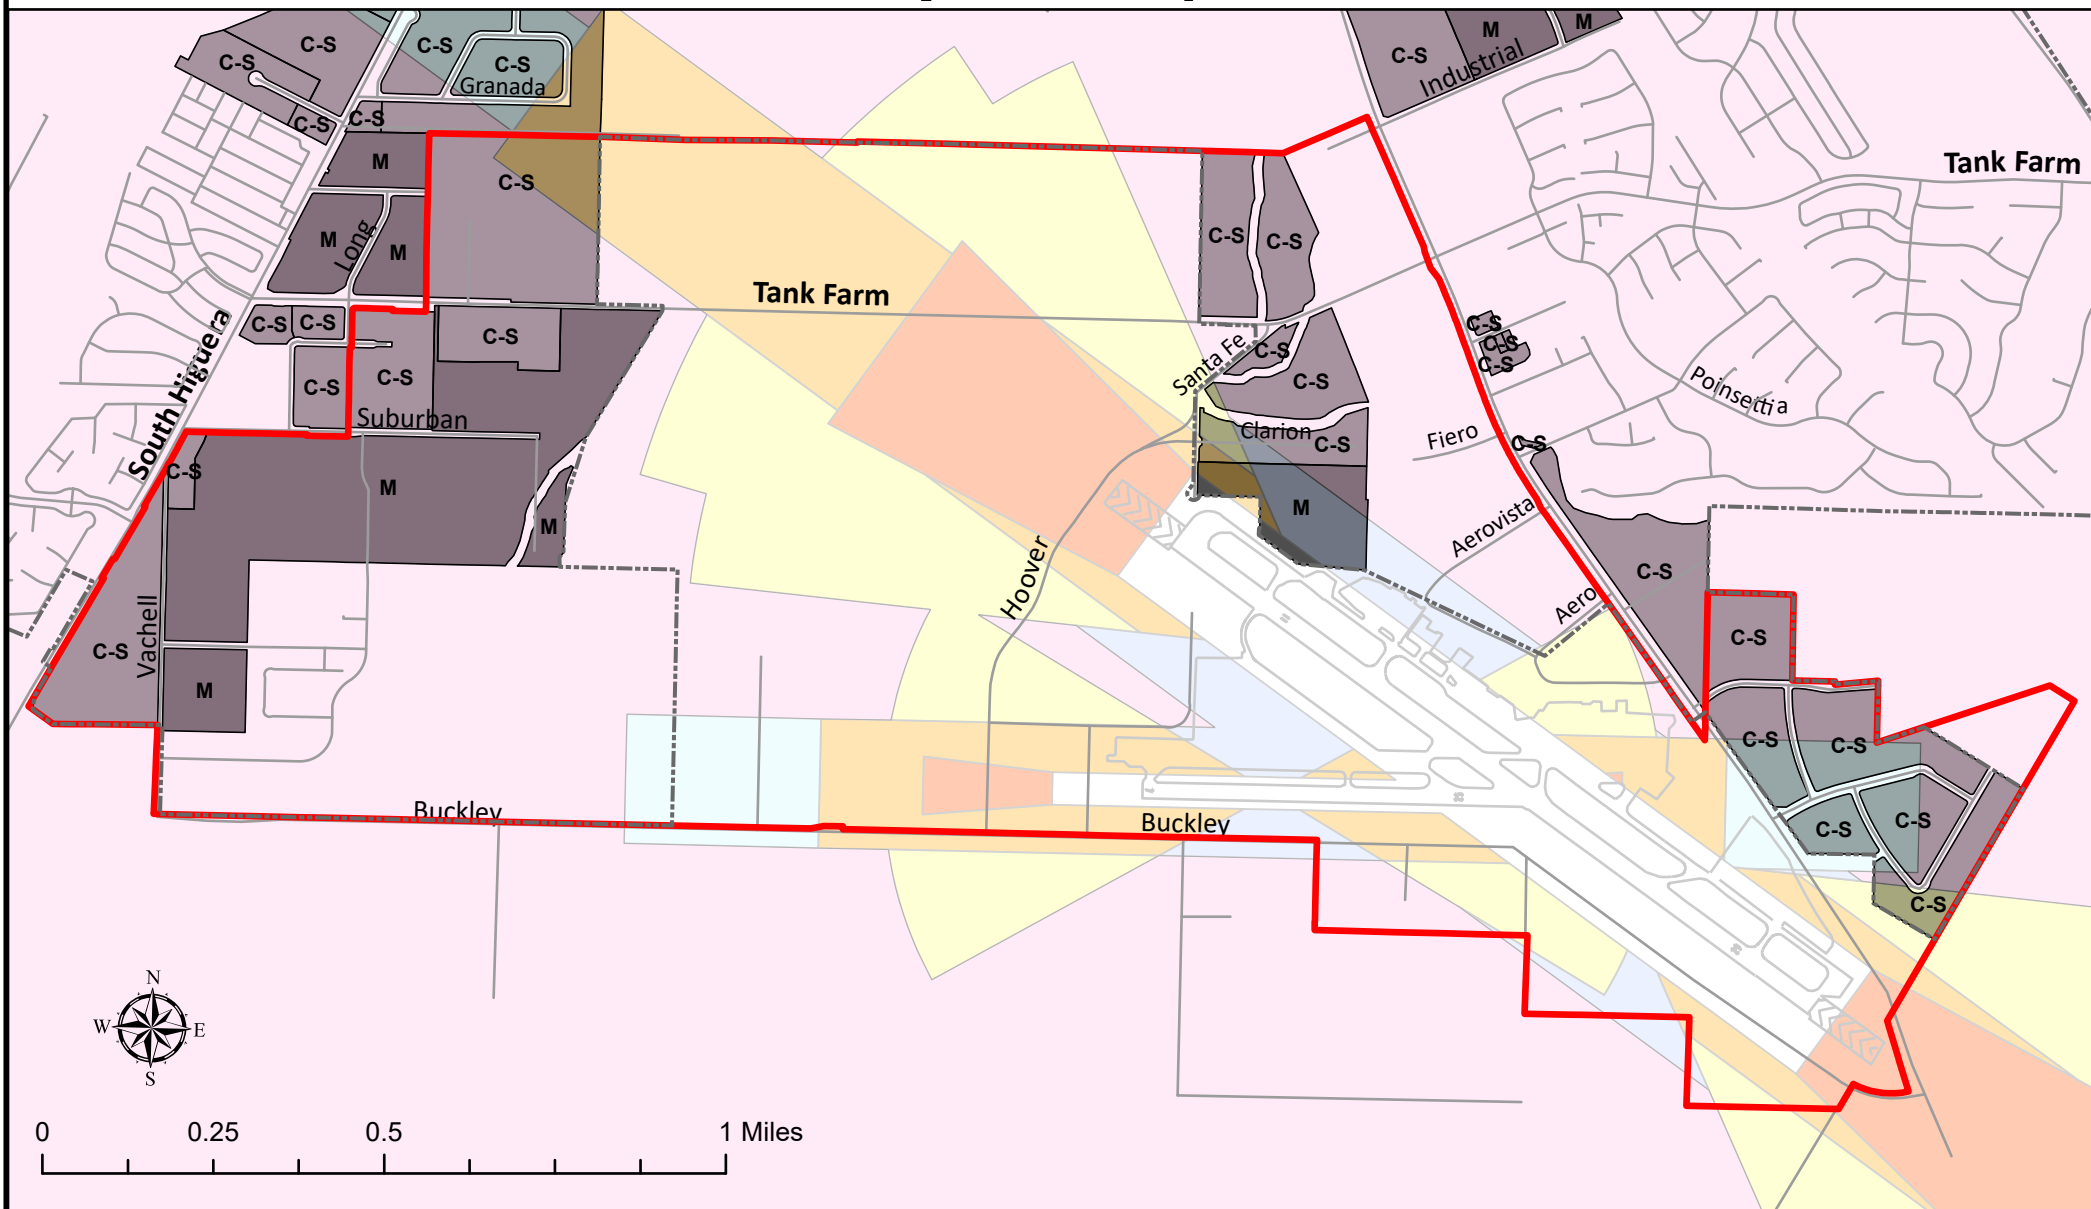 C-S
C-S
C-S
M
M
C-S
C-S
Industrial
Granada
C-S
C-S
M
Tank Farm
C-S
M
Long
M
C-S
C-S
Tank Farm
C-S
C-S
C-S
C-S
C-S
C-S
C-S
Santa Fe
C-S
C-S
South Higuera
C-S
C-S
C-S
Poinsettia
Suburban
Clarion
C-S
Fiero
C-S
C-S
M
M
M
Aerovista
C-S
Hoover
Aero
Vachell
C-S
C-S
M
C-S
C-S
Buckley
Buckley
C-S
C-S
C-S
N
W
E
S
0
0.25
0.5
1 Miles